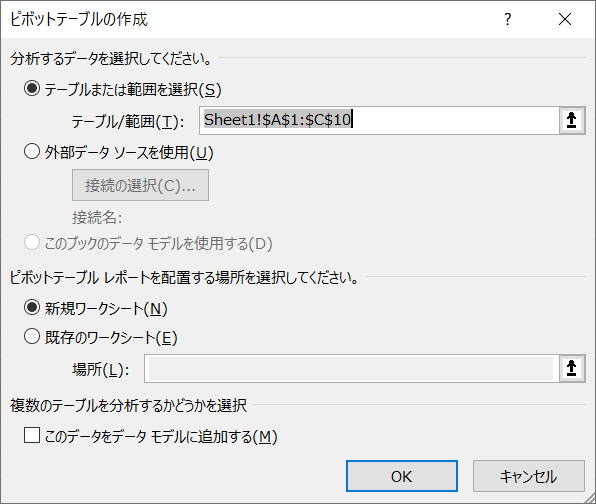 ピボットテーブルの作成
分析するデータを選択してください。
テーブルまたは範囲を選択(S)
テーブル/範囲(T): Sheet1!$A$1:$C$10
外部データ ソースを使用(U)
接続の選択(C)...
接続名:
このブックのデータ モデルを使用する(D)
ピボットテーブル レポートを配置する場所を選択してください。
新規ワークシート(N)
既存のワークシート(E)
場所(L):
複数のテーブルを分析するかどうかを選択
このデータをデータ モデルに追加する(M)
OK キャンセル